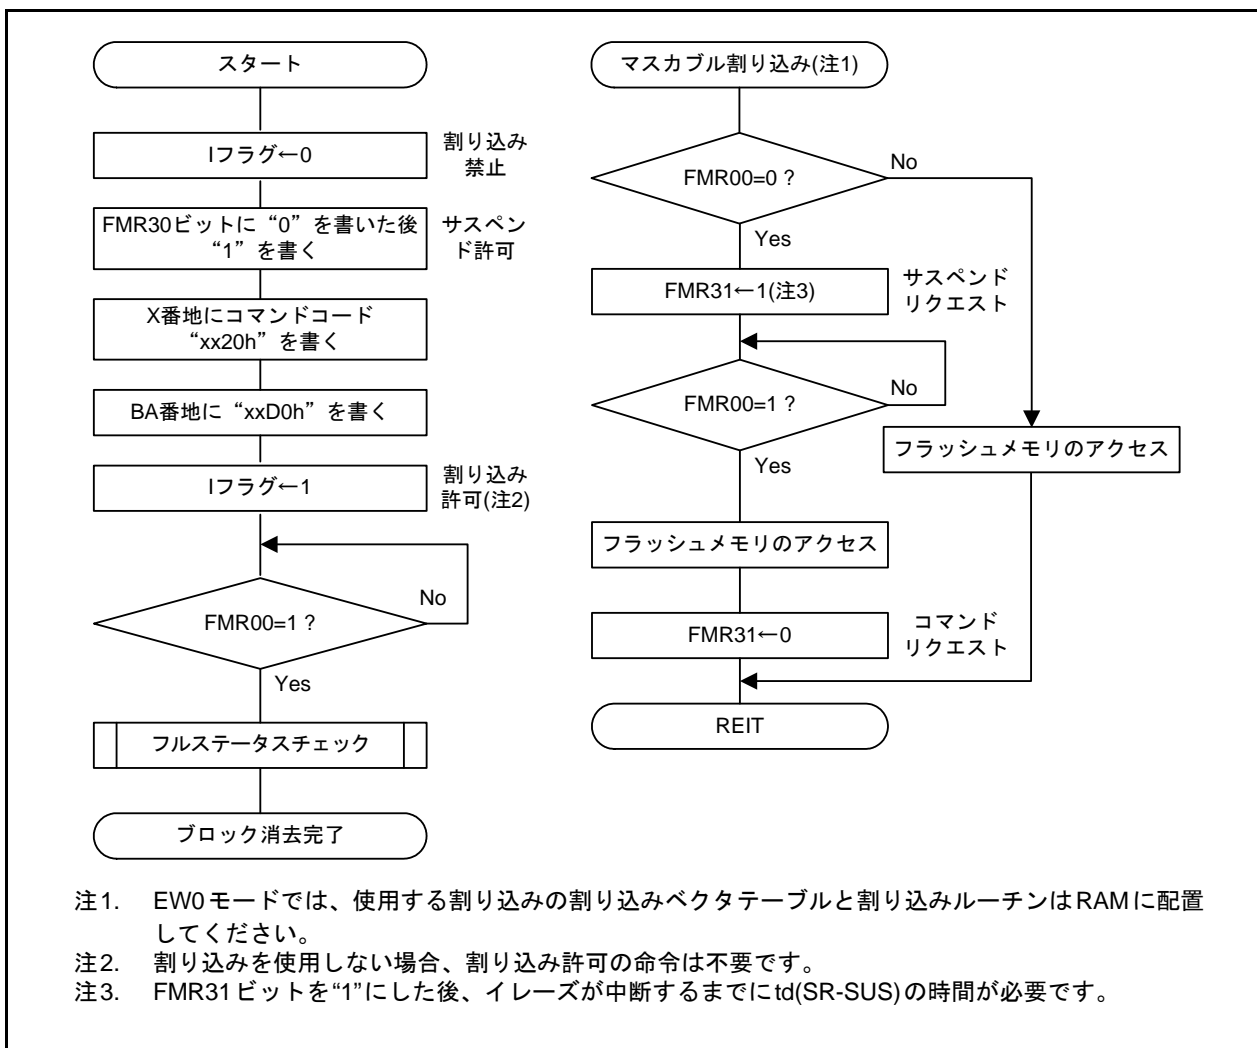 スタート
Iフラグ←0
割り込み
禁止
FMR30ビットに“0”を書いた後
“1”を書く
サスペン
ド許可
X番地にコマンドコード
“xx20h”を書く
BA番地に“xxD0h”を書く
Iフラグ←1
割り込み
許可(注2)
FMR00=1 ?
No
Yes
フルステータスチェック
ブロック消去完了
マスカブル割り込み(注1)
FMR00=0 ?
No
Yes
FMR31←1(注3)
サスペンド
リクエスト
FMR00=1 ?
No
Yes
フラッシュメモリのアクセス
フラッシュメモリのアクセス
FMR31←0
コマンド
リクエスト
REIT
注1. EW0モードでは、使用する割り込みの割り込みベクタテーブルと割り込みルーチンはRAMに配置
してください。
注2. 割り込みを使用しない場合、割り込み許可の命令は不要です。
注3. FMR31ビットを“1”にした後、イレーズが中断するまでにtd(SR-SUS)の時間が必要です。